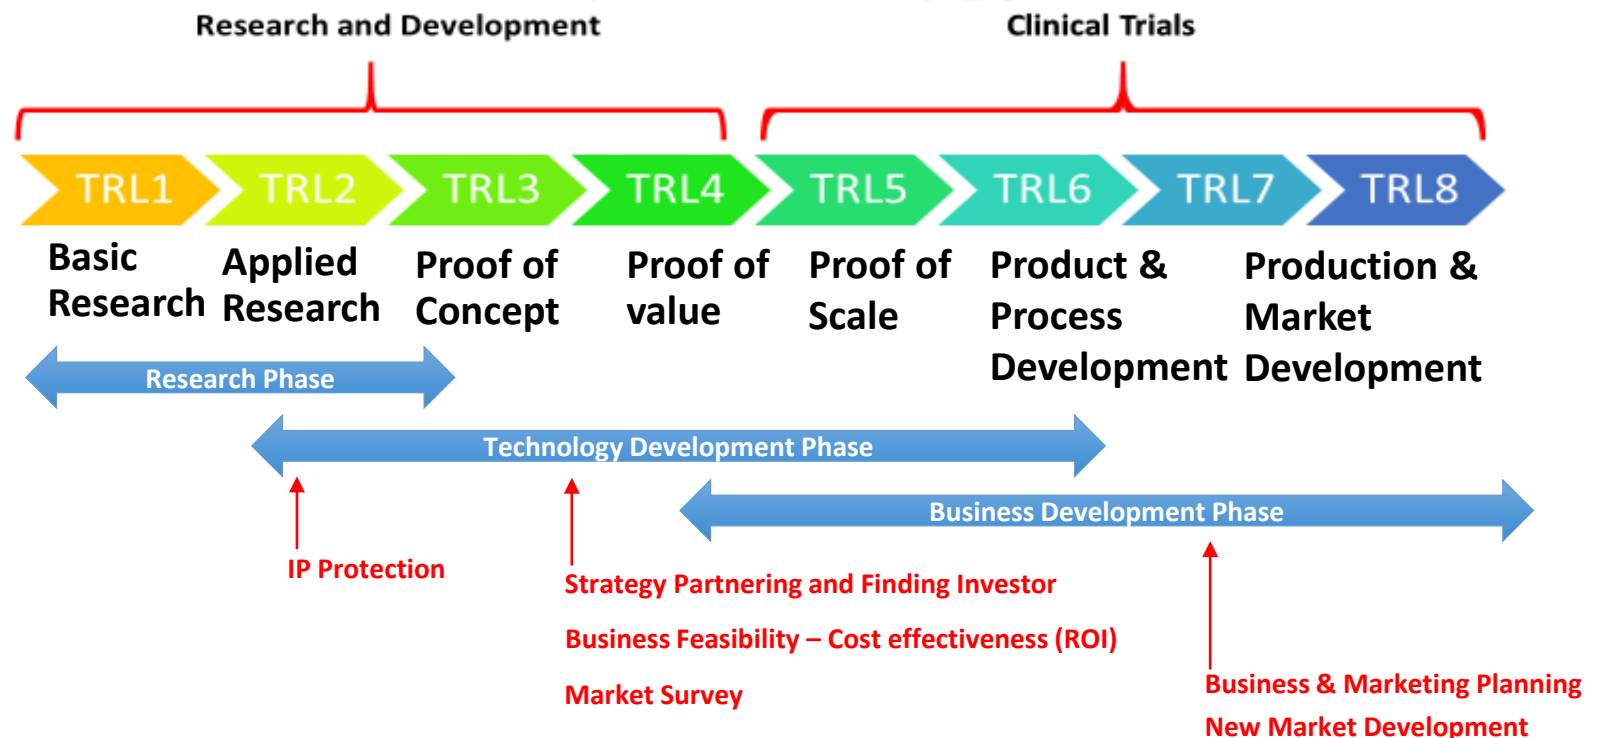 Research and Development
Clinical Trials
TRL1
TRL2
TRL3
TRL4
TRL5
TRL6
TRL7
TRL8
Basic
Research
Applied
Research
Proof of
Concept
Proof of
value
Proof of
Scale
Product &
Process
Development
Production &
Market
Development
Research Phase
Technology Development Phase
Business Development Phase
IP Protection
Strategy Partnering and Finding Investor
Business Feasibility – Cost effectiveness (ROI)
Market Survey
Business & Marketing Planning
New Market Development